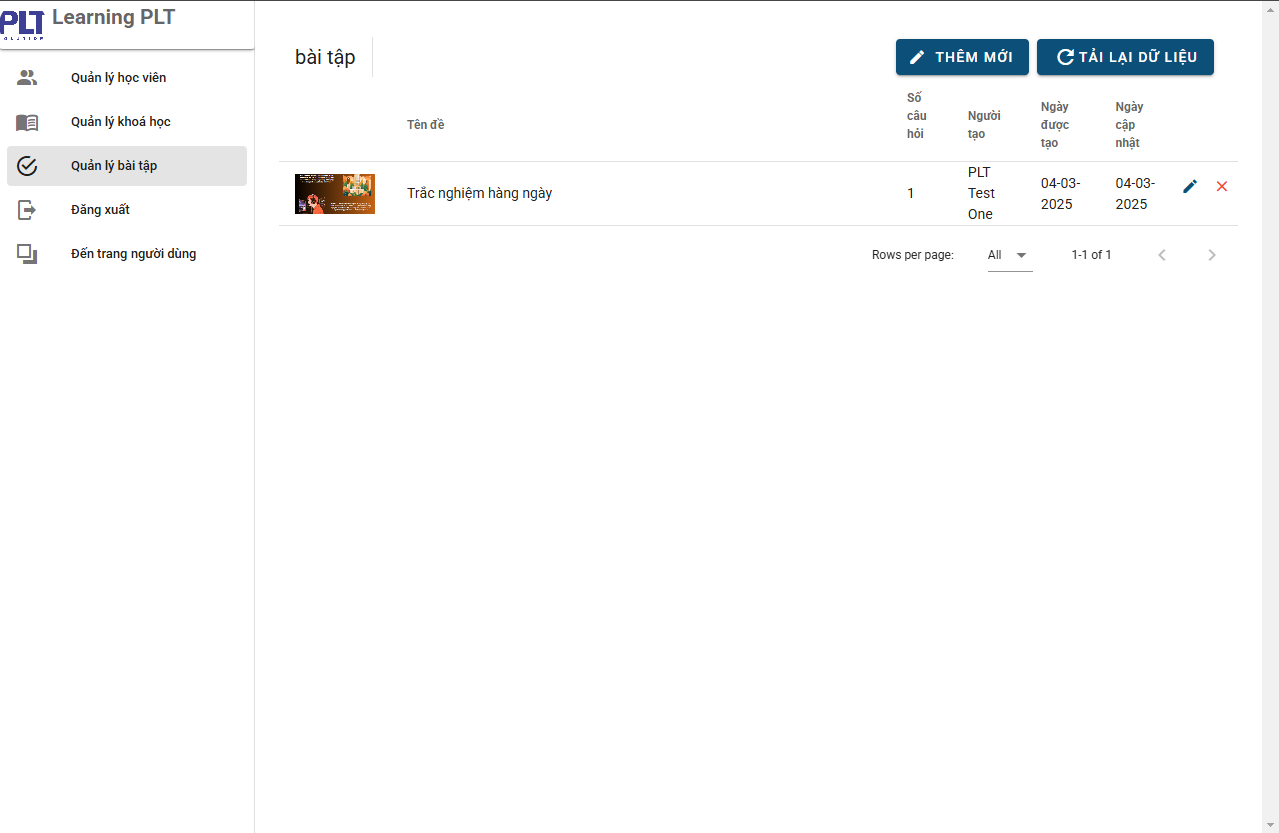 PLT
Learning PLT
Quản lý học viên
Quản lý khoá học
Quản lý bài tập
Đăng xuất
Đến trang người dùng
bài tập
THÊM MỚI
TẢI LẠI DỮ LIỆU
Tên đề
Số
câu
hỏi
Người
tạo
Ngày
được
tạo
Ngày
cập
nhật
Trắc nghiệm hàng ngày
1
PLT
Test
One
04-03-
2025
04-03-
2025
Rows per page:
All
1-1 of 1